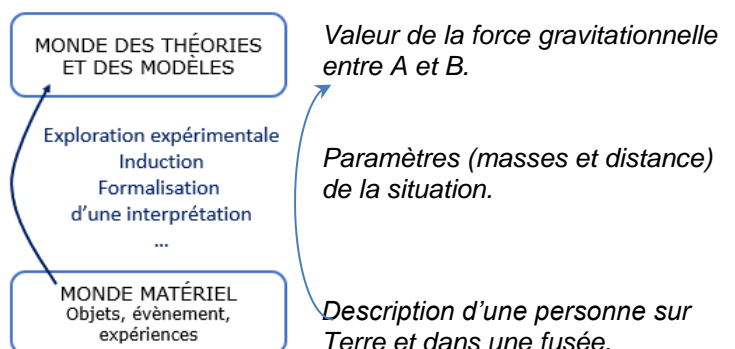 MONDE DES THÉORIES
ET DES MODÈLES
Exploration expérimentale
Induction
Formalisation
d'une interprétation
...
MONDE MATÉRIEL
Objets, évènement,
expériences
Valeur de la force gravitationnelle
entre A et B.
Paramètres (masses et distance)
de la situation.
Description d'une personne sur
Terre et dans une fusée.